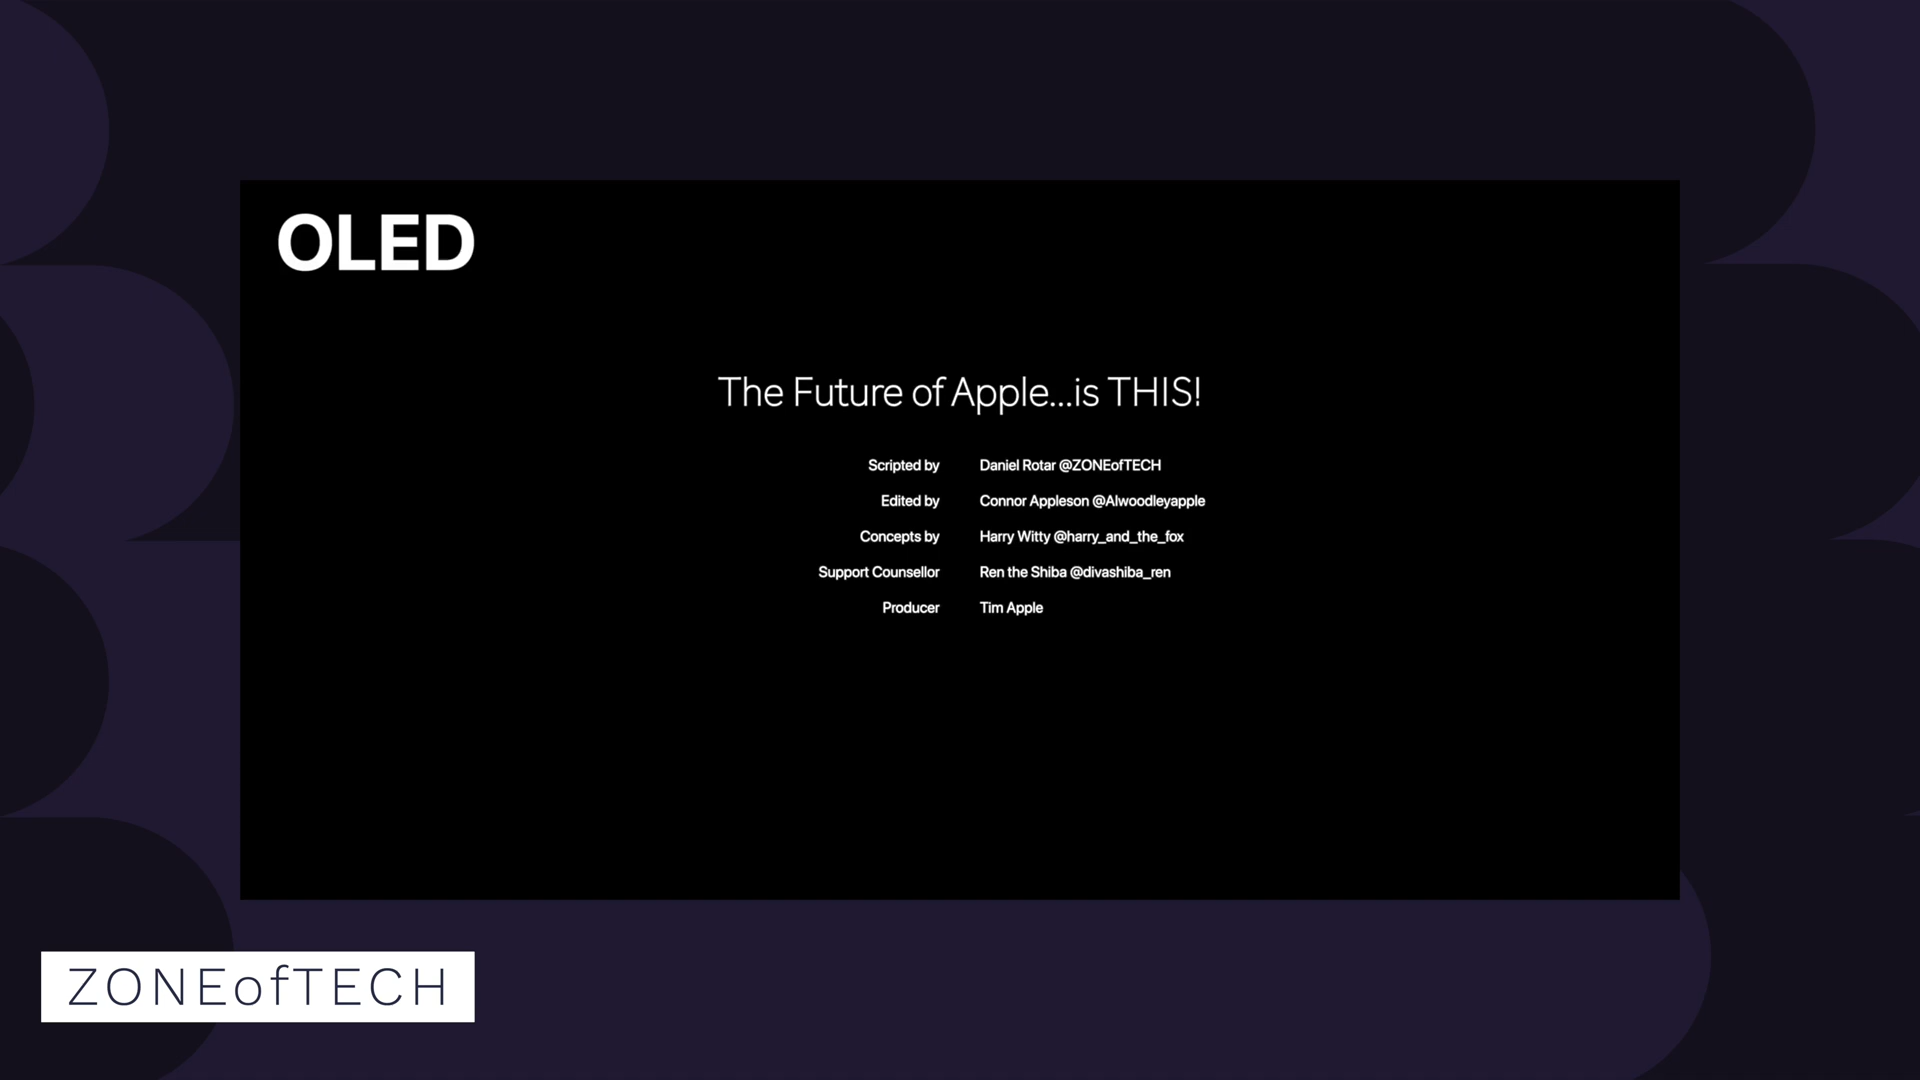 OLED
The Future of Apple...is THIS!
Scripted by Daniel Rotar @ZONEofTECH
Edited by Connor Appleson @Alwoodleyapple
Concepts by Harry Witty @harry_and_the_fox
Support Counsellor Ren the Shiba @divashiba_ren
Producer Tim Apple
ZONEofTECH